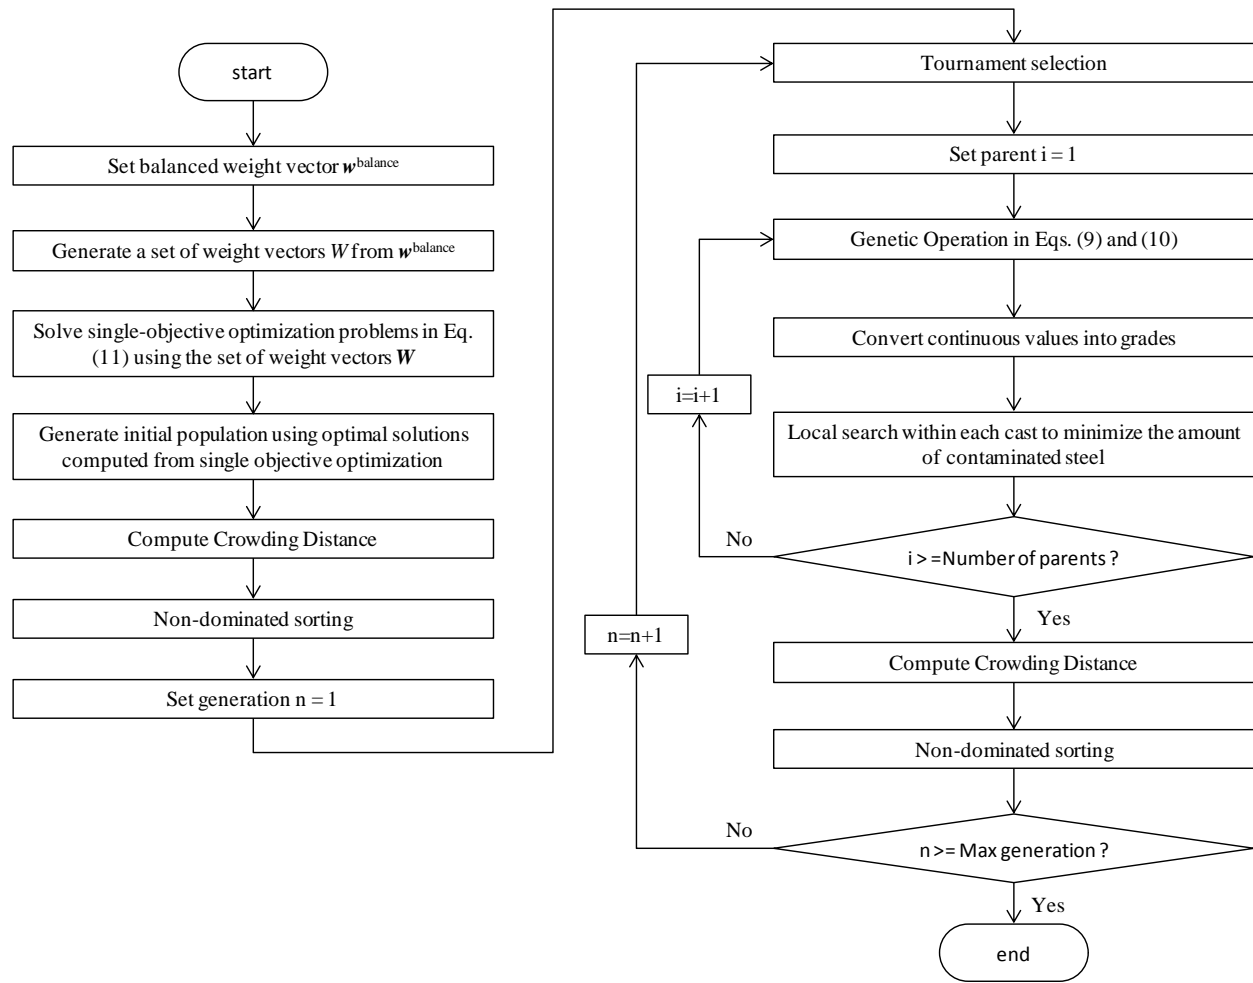 start
Set balanced weight vector w^balance
Generate a set of weight vectors W from w^balance
Solve single-objective optimization problems in Eq.
(11) using the set of weight vectors W
Generate initial population using optimal solutions
computed from single objective optimization
Compute Crowding Distance
Non-dominated sorting
Set generation n = 1
Tournament selection
Set parent i = 1
Genetic Operation in Eqs. (9) and (10)
Convert continuous values into grades
i=i+1
Local search within each cast to minimize the amount
of contaminated steel
No
i >=Number of parents ?
Yes
n=n+1
Compute Crowding Distance
Non-dominated sorting
No
n >= Max generation ?
Yes
end